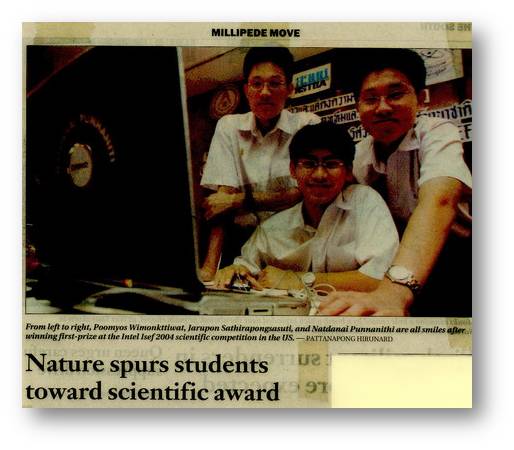 MILLIPEDE MOVE
From left to right, Poomyos Wimonkttiwat, Jarupon Sathirapongsasuti, and Natdanai Punnanithi are all smiles after
winning first-prize at the Intel Isef 2004 scientific competition in the US. — PATTANAPONG HIRUNARD
Nature spurs students
toward scientific award